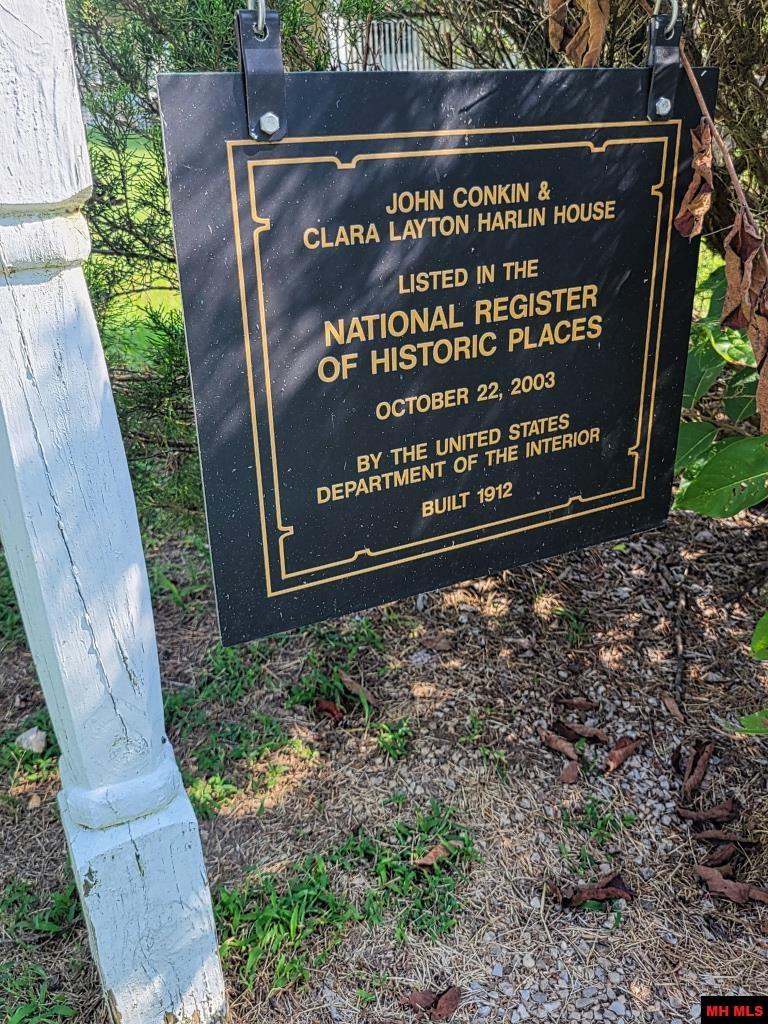 JOHN CONKIN &
CLARA LAYTON HARLIN HOUSE
LISTED IN THE
NATIONAL REGISTER
OF HISTORIC PLACES
OCTOBER 22, 2003
BY THE UNITED STATES
DEPARTMENT OF THE INTERIOR
BUILT 1912
MH MLS